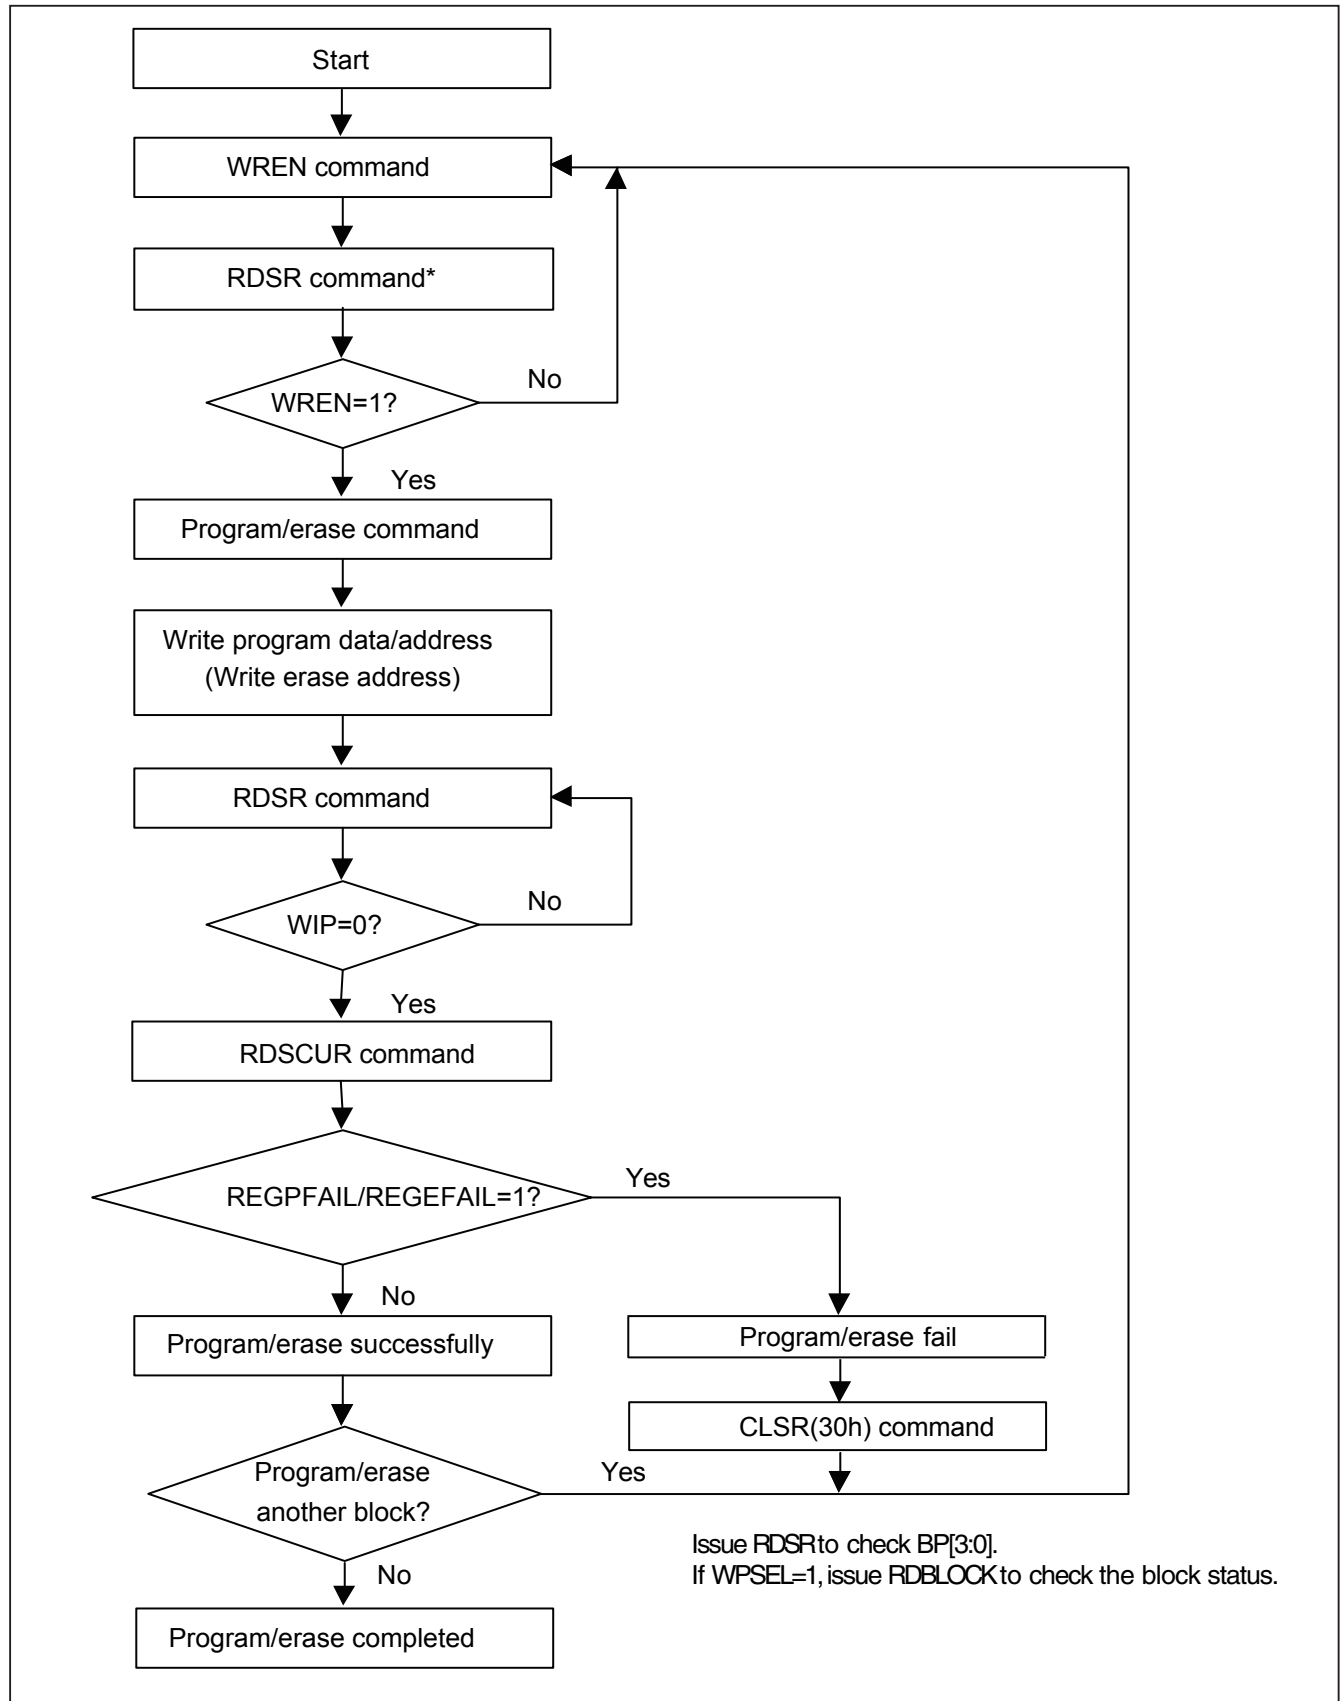 Start
WREN command
RDSR command*
WREN=1?
No
Yes
Program/erase command
Write program data/address
(Write erase address)
RDSR command
WIP=0?
No
Yes
RDSCUR command
REGPFAIL/REGEFAIL=1?
Yes
No
Program/erase successfully
Program/erase fail
CLSR(30h) command
Program/erase
another block?
Yes
No
Issue RDSR to check BP[3:0].
If WPSEL=1, issue RDBLOCK to check the block status.
Program/erase completed